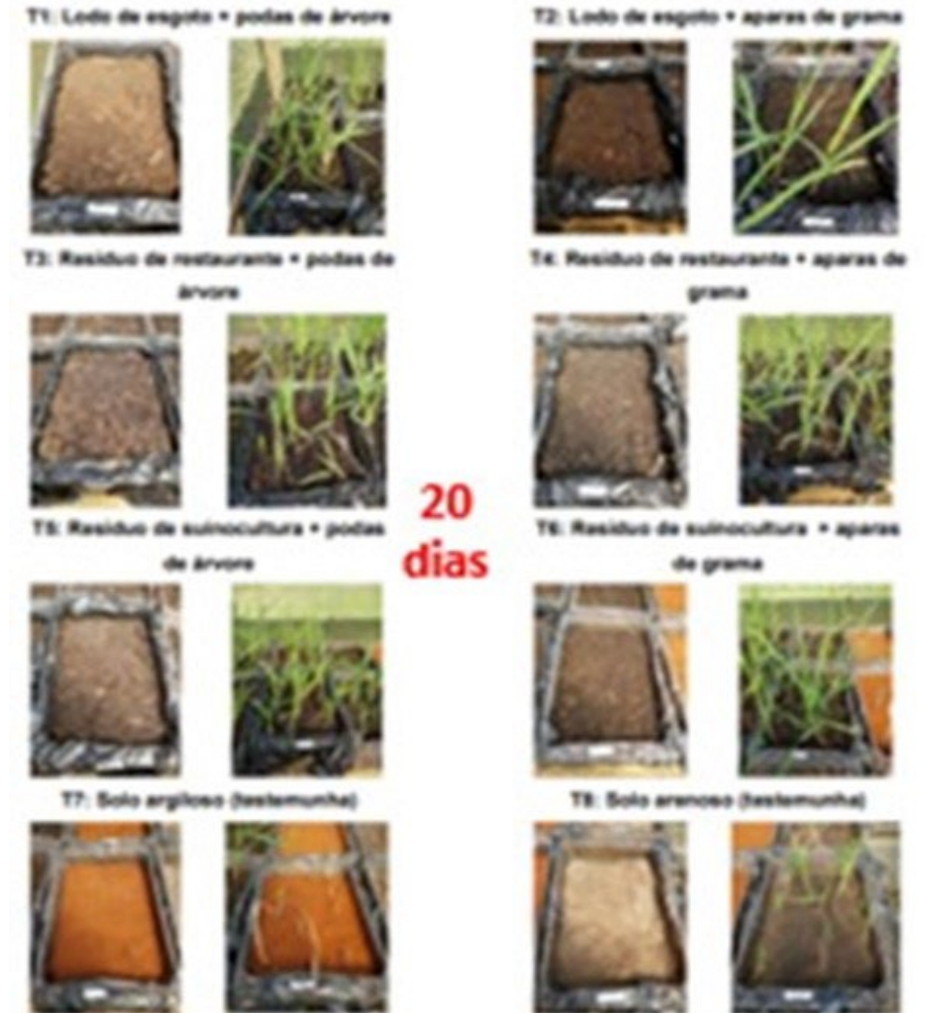 T1: Lodo de esgoto + podas de árvore
T2: Lodo de esgoto + aparas de grama
T3: Resíduo de restaurante + podas de
árvore
T4: Resíduo de restaurante + aparas de
grama
20
dias
T5: Resíduo de suinocultura + podas
de árvore
T6: Resíduo de suinocultura + aparas
de grama
T7: Solo argiloso (testemunha)
T8: Solo arenoso (testemunha)